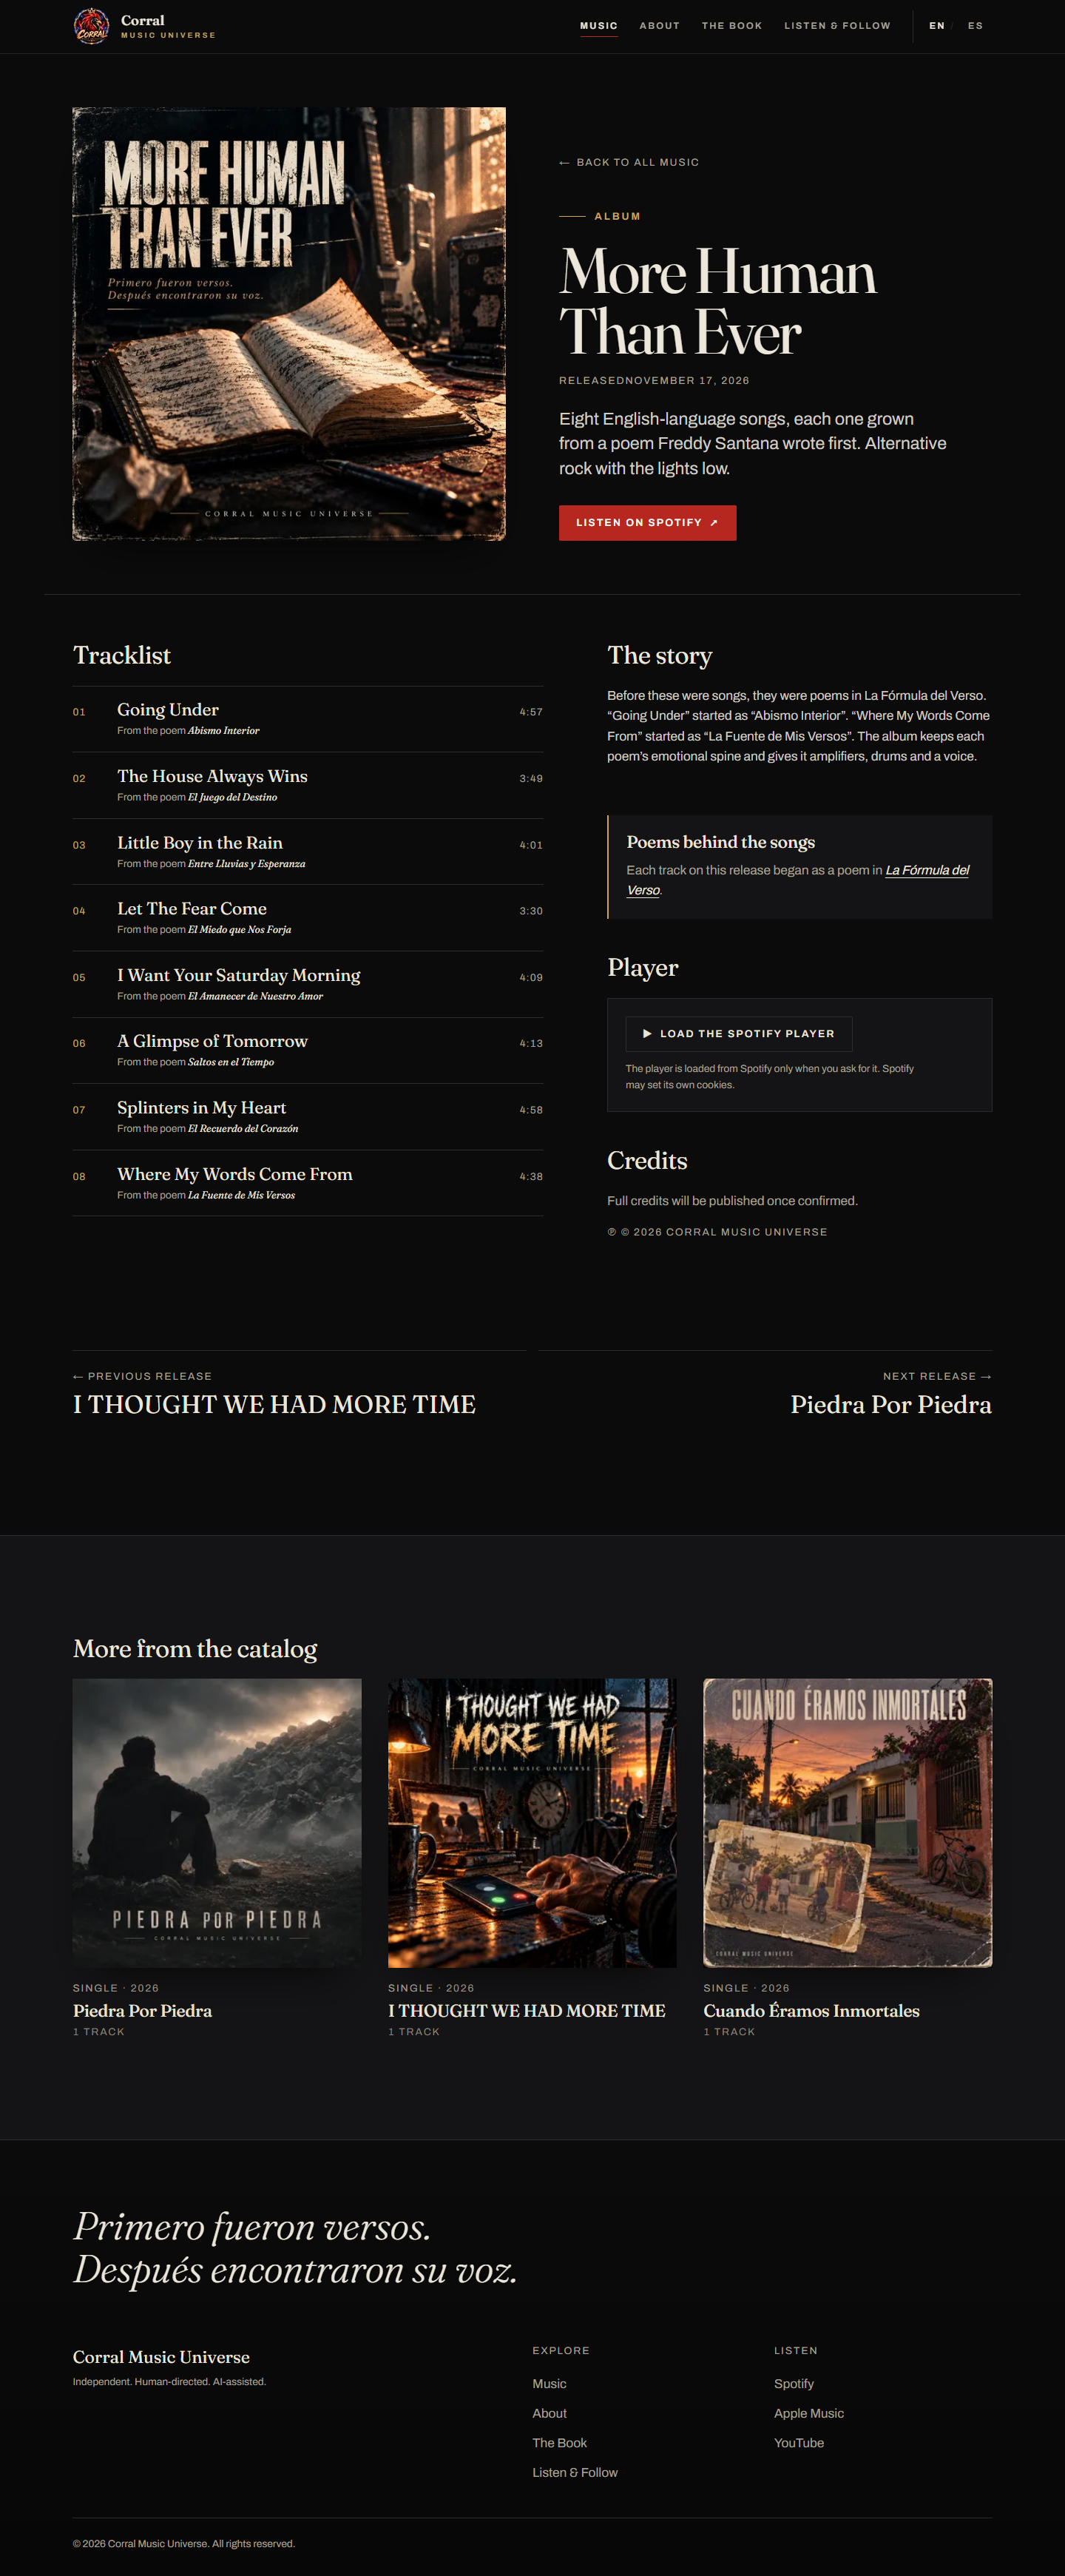 Corral
MUSIC UNIVERSE
MUSIC
ABOUT
THE BOOK
LISTEN & FOLLOW
EN /
ES
CORRAL
MORE HUMAN
THAN EVER
Primero fueron versos.
Después encontraron su voz.
CORRAL MUSIC UNIVERSE
← BACK TO ALL MUSIC
ALBUM
More Human
Than Ever
RELEASEDNOVEMBER 17, 2026
Eight English-language songs, each one grown
from a poem Freddy Santana wrote first. Alternative
rock with the lights low.
LISTEN ON SPOTIFY ↗
Tracklist
01
Going Under
4:57
From the poem Abismo Interior
02
The House Always Wins
3:49
From the poem El Juego del Destino
03
Little Boy in the Rain
4:01
From the poem Entre Lluvias y Esperanza
04
Let The Fear Come
3:30
From the poem El Miedo que Nos Forja
05
I Want Your Saturday Morning
4:09
From the poem El Amanecer de Nuestro Amor
06
A Glimpse of Tomorrow
4:13
From the poem Saltos en el Tiempo
07
Splinters in My Heart
4:58
From the poem El Recuerdo del Corazón
08
Where My Words Come From
4:38
From the poem La Fuente de Mis Versos
The story
Before these were songs, they were poems in La Fórmula del Verso.
“Going Under” started as “Abismo Interior”. “Where My Words Come
From” started as “La Fuente de Mis Versos”. The album keeps each
poem’s emotional spine and gives it amplifiers, drums and a voice.
Poems behind the songs
Each track on this release began as a poem in La Fórmula del
Verso.
Player
▶ LOAD THE SPOTIFY PLAYER
The player is loaded from Spotify only when you ask for it. Spotify
may set its own cookies.
Credits
Full credits will be published once confirmed.
℗ © 2026 CORRAL MUSIC UNIVERSE
← PREVIOUS RELEASE
I THOUGHT WE HAD MORE TIME
NEXT RELEASE →
Piedra Por Piedra
More from the catalog
PIEDRA POR PIEDRA
CORRAL MUSIC UNIVERSE
SINGLE · 2026
Piedra Por Piedra
1 TRACK
I THOUGHT WE HAD
MORE TIME
CORRAL MUSIC UNIVERSE
SINGLE · 2026
I THOUGHT WE HAD MORE TIME
1 TRACK
CUANDO ÉRAMOS INMORTALES
CORRAL MUSIC UNIVERSE
SINGLE · 2026
Cuando Éramos Inmortales
1 TRACK
Primero fueron versos.
Después encontraron su voz.
Corral Music Universe
Independent. Human-directed. AI-assisted.
EXPLORE
Music
About
The Book
Listen & Follow
LISTEN
Spotify
Apple Music
YouTube
© 2026 Corral Music Universe. All rights reserved.